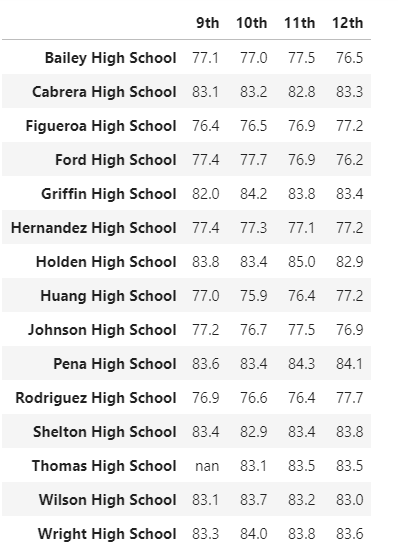 9th 10th 11th 12th
Bailey High School 77.1 77.0 77.5 76.5
Cabrera High School 83.1 83.2 82.8 83.3
Figueroa High School 76.4 76.5 76.9 77.2
Ford High School 77.4 77.7 76.9 76.2
Griffin High School 82.0 84.2 83.8 83.4
Hernandez High School 77.4 77.3 77.1 77.2
Holden High School 83.8 83.4 85.0 82.9
Huang High School 77.0 75.9 76.4 77.2
Johnson High School 77.2 76.7 77.5 76.9
Pena High School 83.6 83.4 84.3 84.1
Rodriguez High School 76.9 76.6 76.4 77.7
Shelton High School 83.4 82.9 83.4 83.8
Thomas High School nan 83.1 83.5 83.5
Wilson High School 83.1 83.7 83.2 83.0
Wright High School 83.3 84.0 83.8 83.6